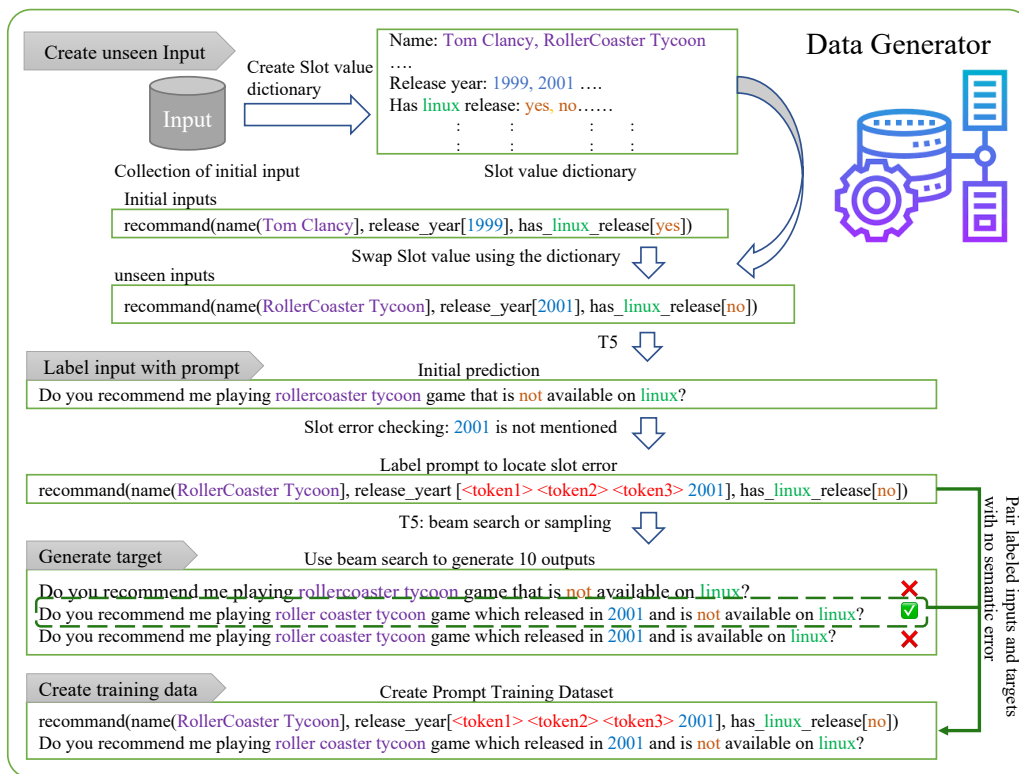 Create unseen Input
Data Generator
Name: Tom Clancy, RollerCoaster Tycoon
….
Release year: 1999, 2001 ….
Has linux release: yes, no……
: : : :
: : : :
Create Slot value
dictionary
Input
Collection of initial input
Slot value dictionary
Initial inputs
recommand(name(Tom Clancy], release_year[1999], has_linux_release[yes])
Swap Slot value using the dictionary
unseen inputs
recommand(name(RollerCoaster Tycoon], release_year[2001], has_linux_release[no])
T5
Label input with prompt
Initial prediction
Do you recommend me playing rollercoaster tycoon game that is not available on linux?
Slot error checking: 2001 is not mentioned
Label prompt to locate slot error
recommand(name(RollerCoaster Tycoon], release_yeart [<token1> <token2> <token3> 2001], has_linux_release[no])
T5: beam search or sampling
Generate target
Use beam search to generate 10 outputs
Do you recommend me playing rollercoaster tycoon game that is not available on linux?
Do you recommend me playing roller coaster tycoon game which released in 2001 and is not available on linux?
Do you recommend me playing roller coaster tycoon game which released in 2001 and is available on linux?
Pair labeled inputs and targets
with no semantic error
Create training data
Create Prompt Training Dataset
recommand(name(RollerCoaster Tycoon], release_year[<token1> <token2> <token3> 2001], has_linux_release[no])
Do you recommend me playing roller coaster tycoon game which released in 2001 and is not available on linux?